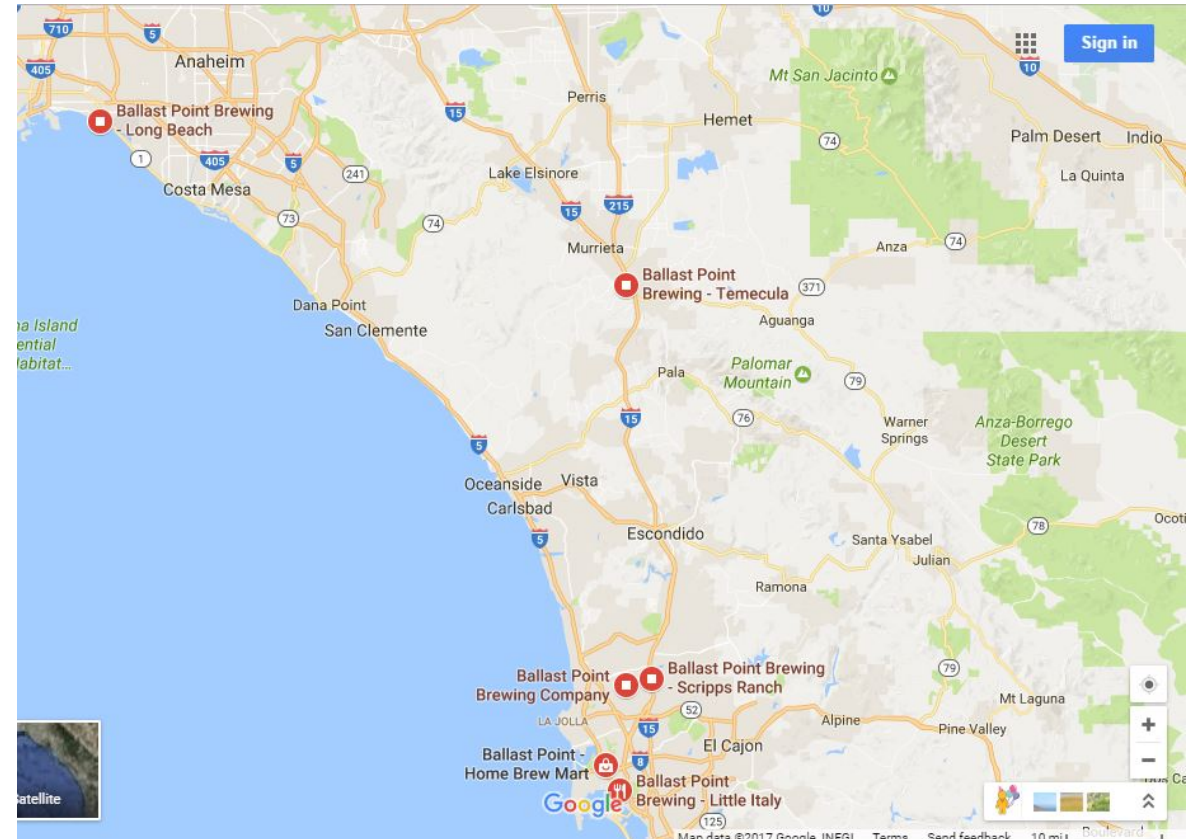 710
5
10
Sign in
Anaheim
405
10
Mt San Jacinto
Perris
Ballast Point Brewing
- Long Beach
15
Hemet
74
Palm Desert
Indio
1
405
5
241
Lake Elsinore
La Quinta
Costa Mesa
73
74
15
215
Murrieta
Anza
74
Ballast Point
Brewing - Temecula
371
Dana Point
San Clemente
Aguanga
Island
Pala
Palomar
Mountain
79
15
76
Warner
Springs
Anza-Borrego
Desert
State Park
5
Oceanside
Vista
Carlsbad
5
Escondido
78
Santa Ysabel
Julian
Ramona
Ballast Point
Brewing Company
Ballast Point Brewing
- Scripps Ranch
79
Mt Laguna
52
LA JOLLA
15
Alpine
Pine Valley
El Cajon
Ballast Point -
Home Brew Mart
8
Ballast Point
Brewing - Little Italy
Google
125
Satellite
Map data ©2017 Google, INEGI Terms Send feedback 10 mi
Boulevard